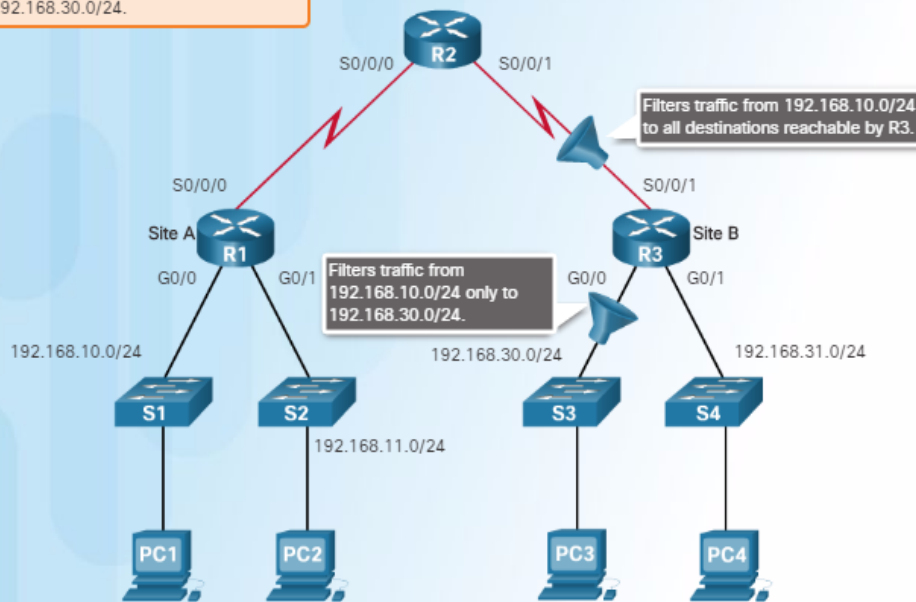 92.168.30.0/24.
R2
S0/0/0
S0/0/1
Filters traffic from 192.168.10.0/24
to all destinations reachable by R3.
S0/0/0
S0/0/1
Site A
R1
R3
Site B
G0/0
G0/1
Filters traffic from
192.168.10.0/24 only to
192.168.30.0/24.
G0/0
G0/1
192.168.10.0/24
192.168.30.0/24
192.168.31.0/24
S1
S2
S3
S4
192.168.11.0/24
PC1
PC2
PC3
PC4